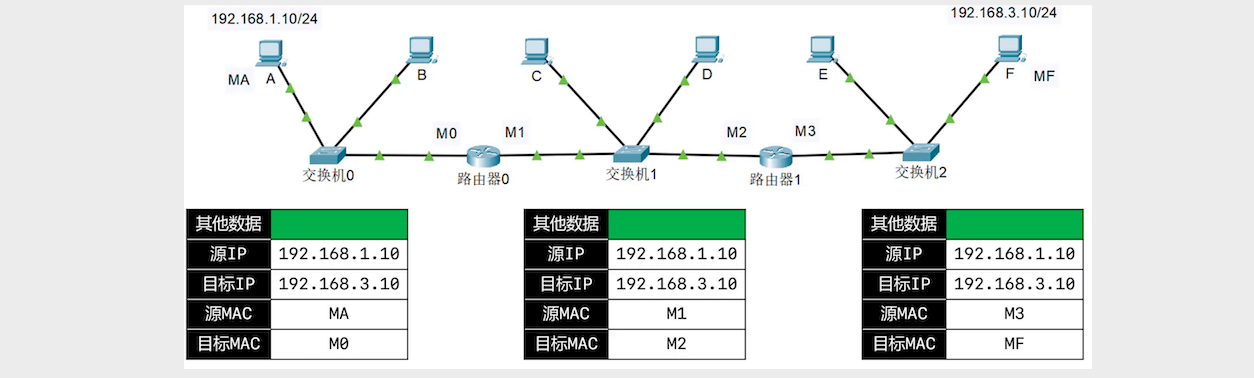 192.168.1.10/24
192.168.3.10/24
MA A B C D E F MF
M0 M1 M2 M3
交换机0 路由器0 交换机1 路由器1 交换机2
其他数据
源IP 192.168.1.10
目标IP 192.168.3.10
源MAC MA
目标MAC M0
其他数据
源IP 192.168.1.10
目标IP 192.168.3.10
源MAC M1
目标MAC M2
其他数据
源IP 192.168.1.10
目标IP 192.168.3.10
源MAC M3
目标MAC MF